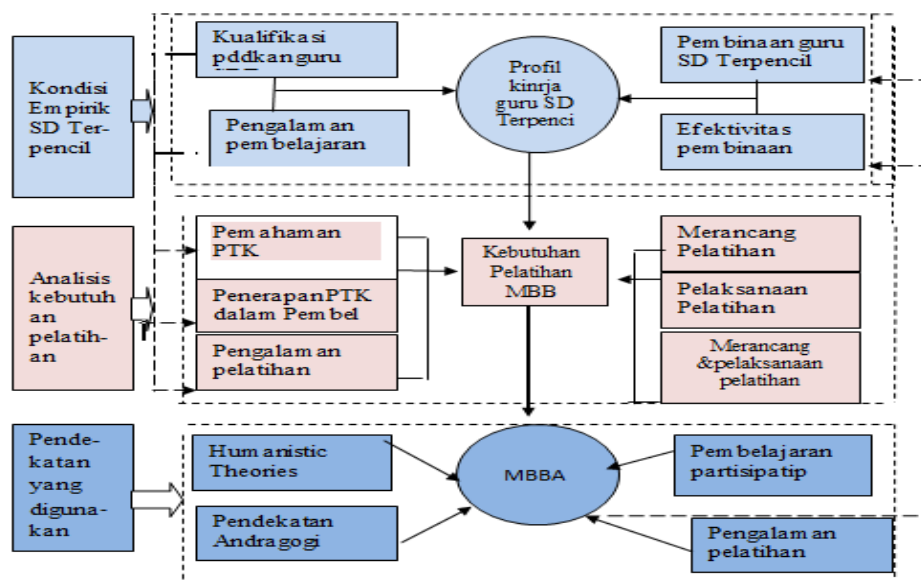 Kondisi
Empirik
SD Ter-
pencil
Kualifikasi
pddkanguru
Pengalaman
pembelajaran
Profil
kinrja
guru SD
Terpenci
Pembinaan guru
SD Terpencil
Efektivitas
pembinaan
Analisis
kebutuh
an
pelatih-
an
Pemahaman
PTK
Penerapan PTK
dalam Pembel
Pengalaman
pelatihan
Kebutuhan
Pelatihan
MBB
Merancang
Pelatihan
Pelaksanaan
Pelatihan
Merancang
&pelaksanaan
pelatihan
Pende-
katan
yang
diguna-
kan
Humanistic
Theories
Pendekatan
Andragogi
MBBA
Pembelajaran
partisipatip
Pengalaman
pelatihan